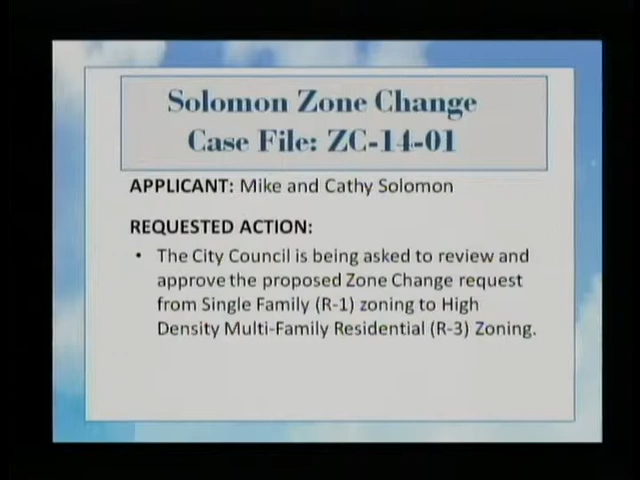 Solomon Zone Change
Case File: ZC-14-01
APPLICANT: Mike and Cathy Solomon
REQUESTED ACTION:
• The City Council is being asked to review and
approve the proposed Zone Change request
from Single Family (R-1) zoning to High
Density Multi-Family Residential (R-3) Zoning.